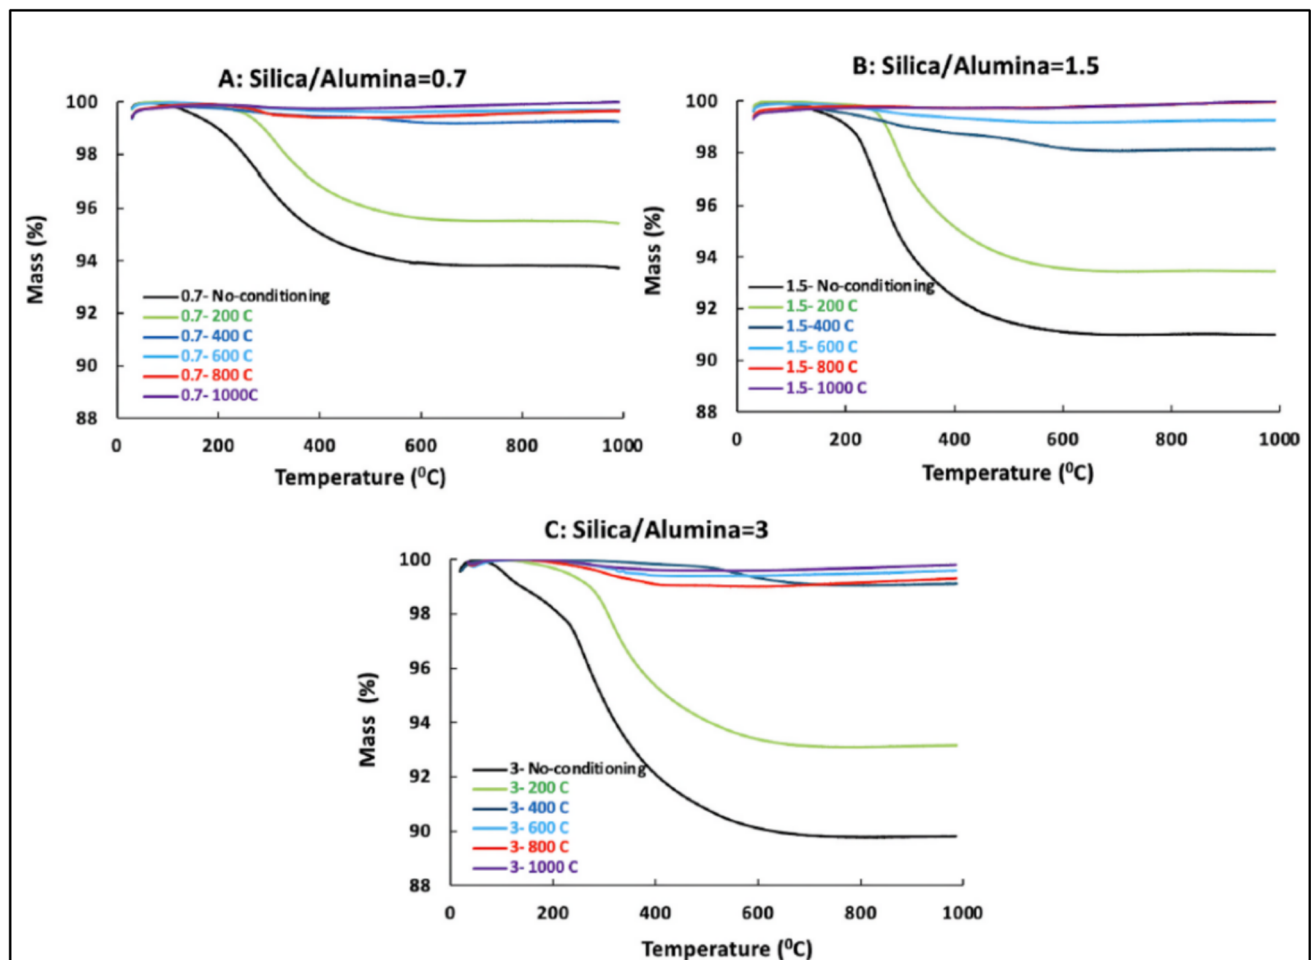 A: Silica/Alumina=0.7
100
98
96
94
92
90
88
Mass (%)
0.7- No-conditioning
0.7- 200 C
0.7- 400 C
0.7- 600 C
0.7- 800 C
0.7- 1000C
0 200 400 600 800 1000
Temperature (⁰C)
B: Silica/Alumina=1.5
100
98
96
94
92
90
88
Mass (%)
1.5- No-conditioning
1.5- 200 C
1.5-400 C
1.5- 600 C
1.5- 800 C
1.5- 1000 C
0 200 400 600 800 1000
Temperature (⁰C)
C: Silica/Alumina=3
100
98
96
94
92
90
88
Mass (%)
3- No-conditioning
3- 200 C
3- 400 C
3- 600 C
3- 800 C
3- 1000 C
0 200 400 600 800 1000
Temperature (⁰C)